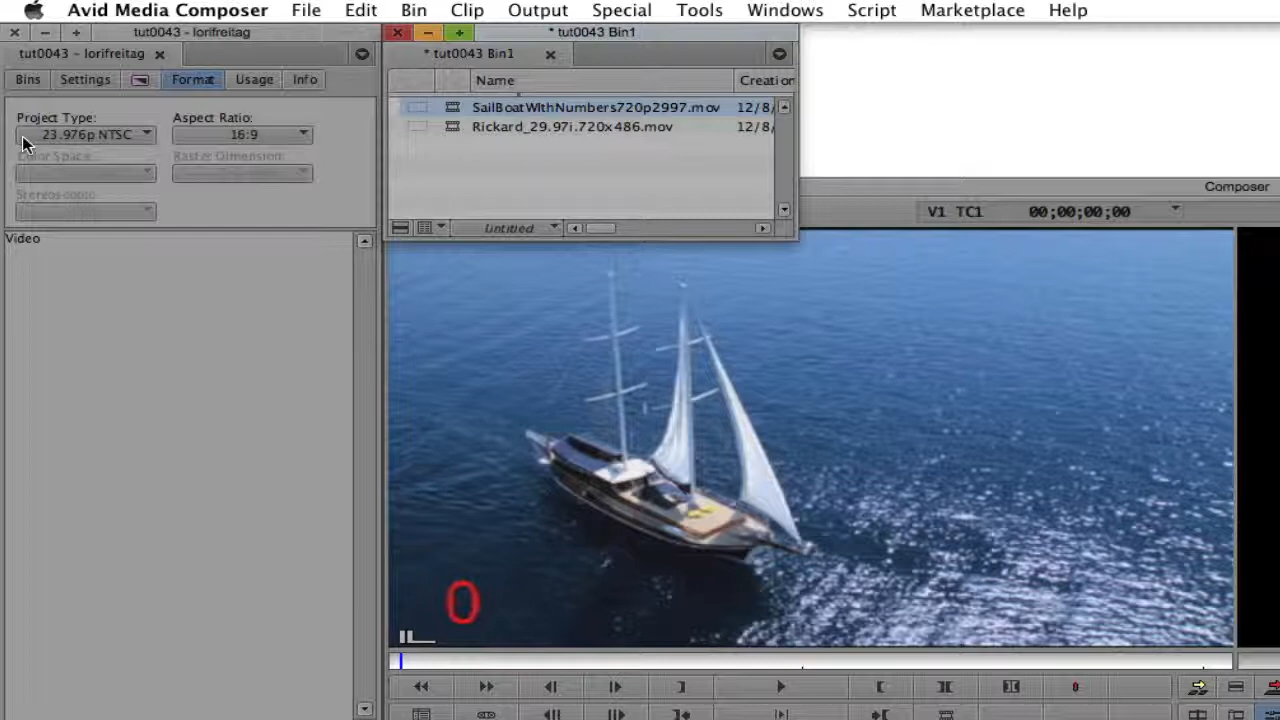 Avid Media Composer File Edit Bin Clip Output Special Tools Windows Script Marketplace Help
tut0043 - lorifreitag
tut0043 - lorifreitag
Bins Settings Format Usage Info
Project Type: Aspect Ratio:
23.976p NTSC 16:9
Color Space: Raster Dimension:
Stereoscopic:
Video
* tut0043 Bin1
* tut0043 Bin1
Name Creation
SailBoatWIthNumbers720p2997.mov 12/8/
Rickard_29.97i.720x486.mov 12/8/
Untitled
Composer
V1 TC1 00;00;00;00
0